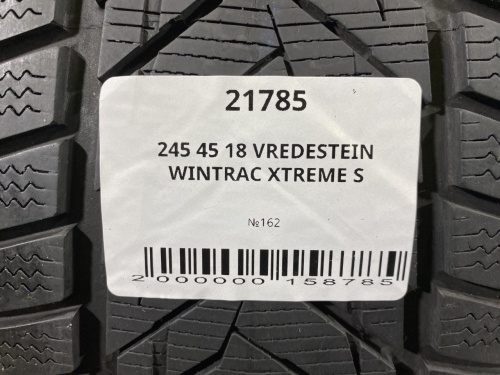 21785
245 45 18 VREDESTEIN
WINTRAC XTREME S
№162
2 000000 158785